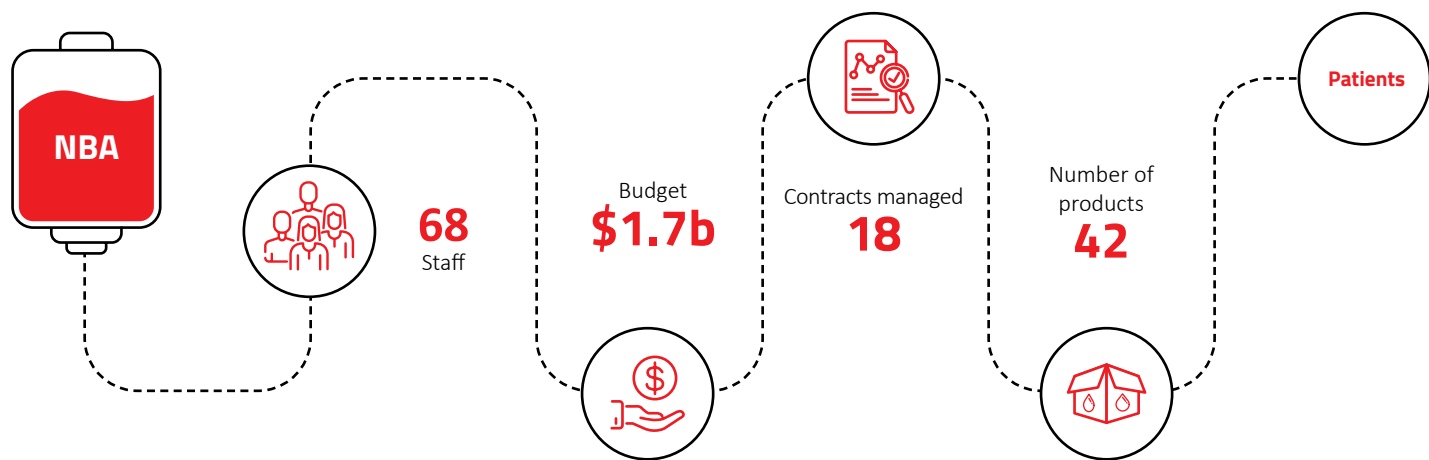 NBA
68
Staff
Budget
$1.7b
Contracts managed
18
Number of
products
42
Patients